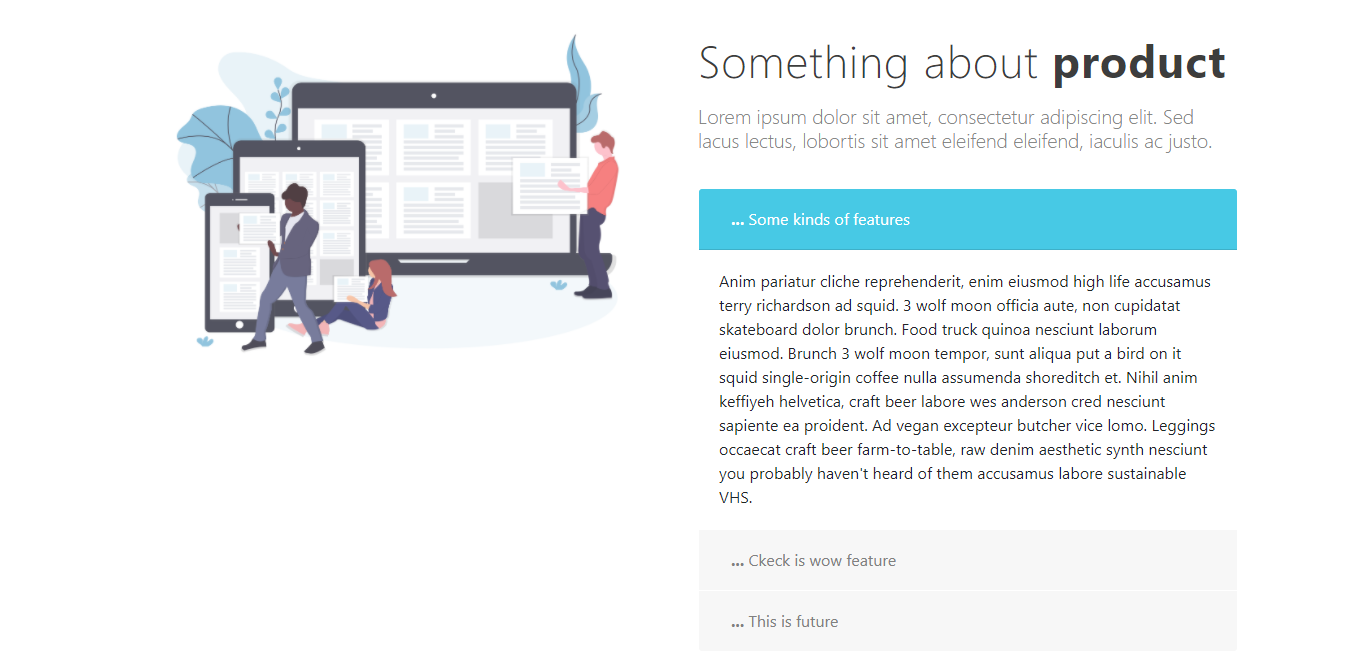 Something about product
Lorem ipsum dolor sit amet, consectetur adipiscing elit. Sed
lacus lectus, lobortis sit amet eleifend eleifend, iaculis ac justo.
... Some kinds of features
Anim pariatur cliche reprehenderit, enim eiusmod high life accusamus
terry richardson ad squid. 3 wolf moon officia aute, non cupidatat
skateboard dolor brunch. Food truck quinoa nesciunt laborum
eiusmod. Brunch 3 wolf moon tempor, sunt aliqua put a bird on it
squid single-origin coffee nulla assumenda shoreditch et. Nihil anim
keffiyeh helvetica, craft beer labore wes anderson cred nesciunt
sapiente ea proident. Ad vegan excepteur butcher vice lomo. Leggings
occaecat craft beer farm-to-table, raw denim aesthetic synth nesciunt
you probably haven't heard of them accusamus labore sustainable
VHS.
... Ckeck is wow feature
... This is future